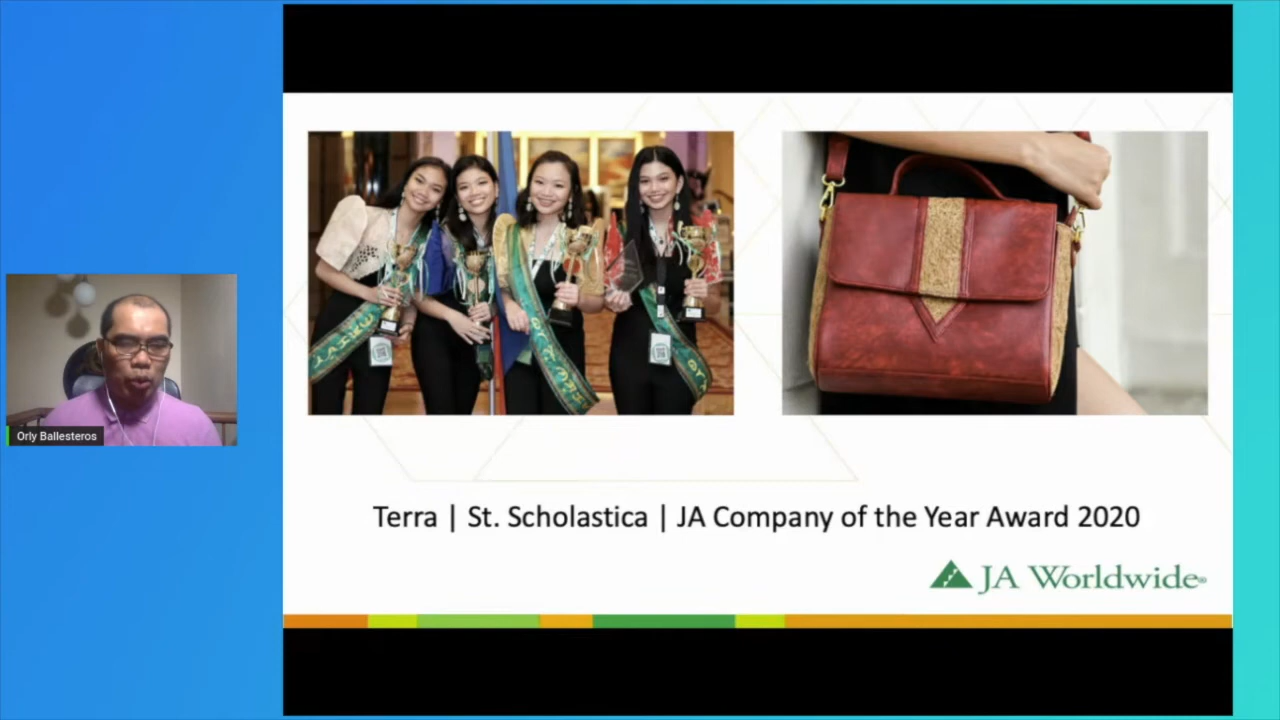 Orly Ballesteros
Terra | St. Scholastica | JA Company of the Year Award 2020
JA Worldwide®